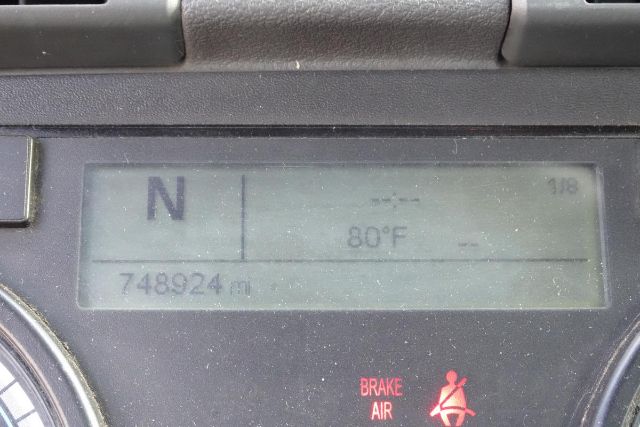 N
--:-- 1/8
80°F --
748924 mi
BRAKE
AIR